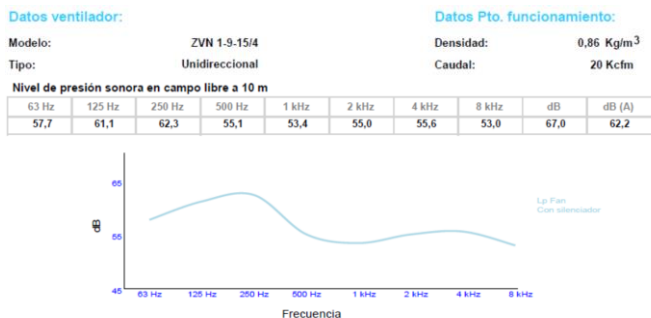 Datos ventilador:
Datos Pto. funcionamiento:
Modelo: ZVN 1-9-15/4
Densidad: 0,86 Kg/m3
Tipo: Unidireccional
Caudal: 20 Kcfm
Nivel de presión sonora en campo libre a 10 m
63 Hz 125 Hz 250 Hz 500 Hz 1 kHz 2 kHz 4 kHz 8 kHz dB dB (A)
57,7 61,1 62,3 55,1 53,4 55,0 55,6 53,0 67,0 62,2
65
Lp Fan
Con silenciador
dB
55
45
63 Hz 125 Hz 250 Hz 500 Hz 1 kHz 2 kHz 4 kHz 8 kHz
Frecuencia